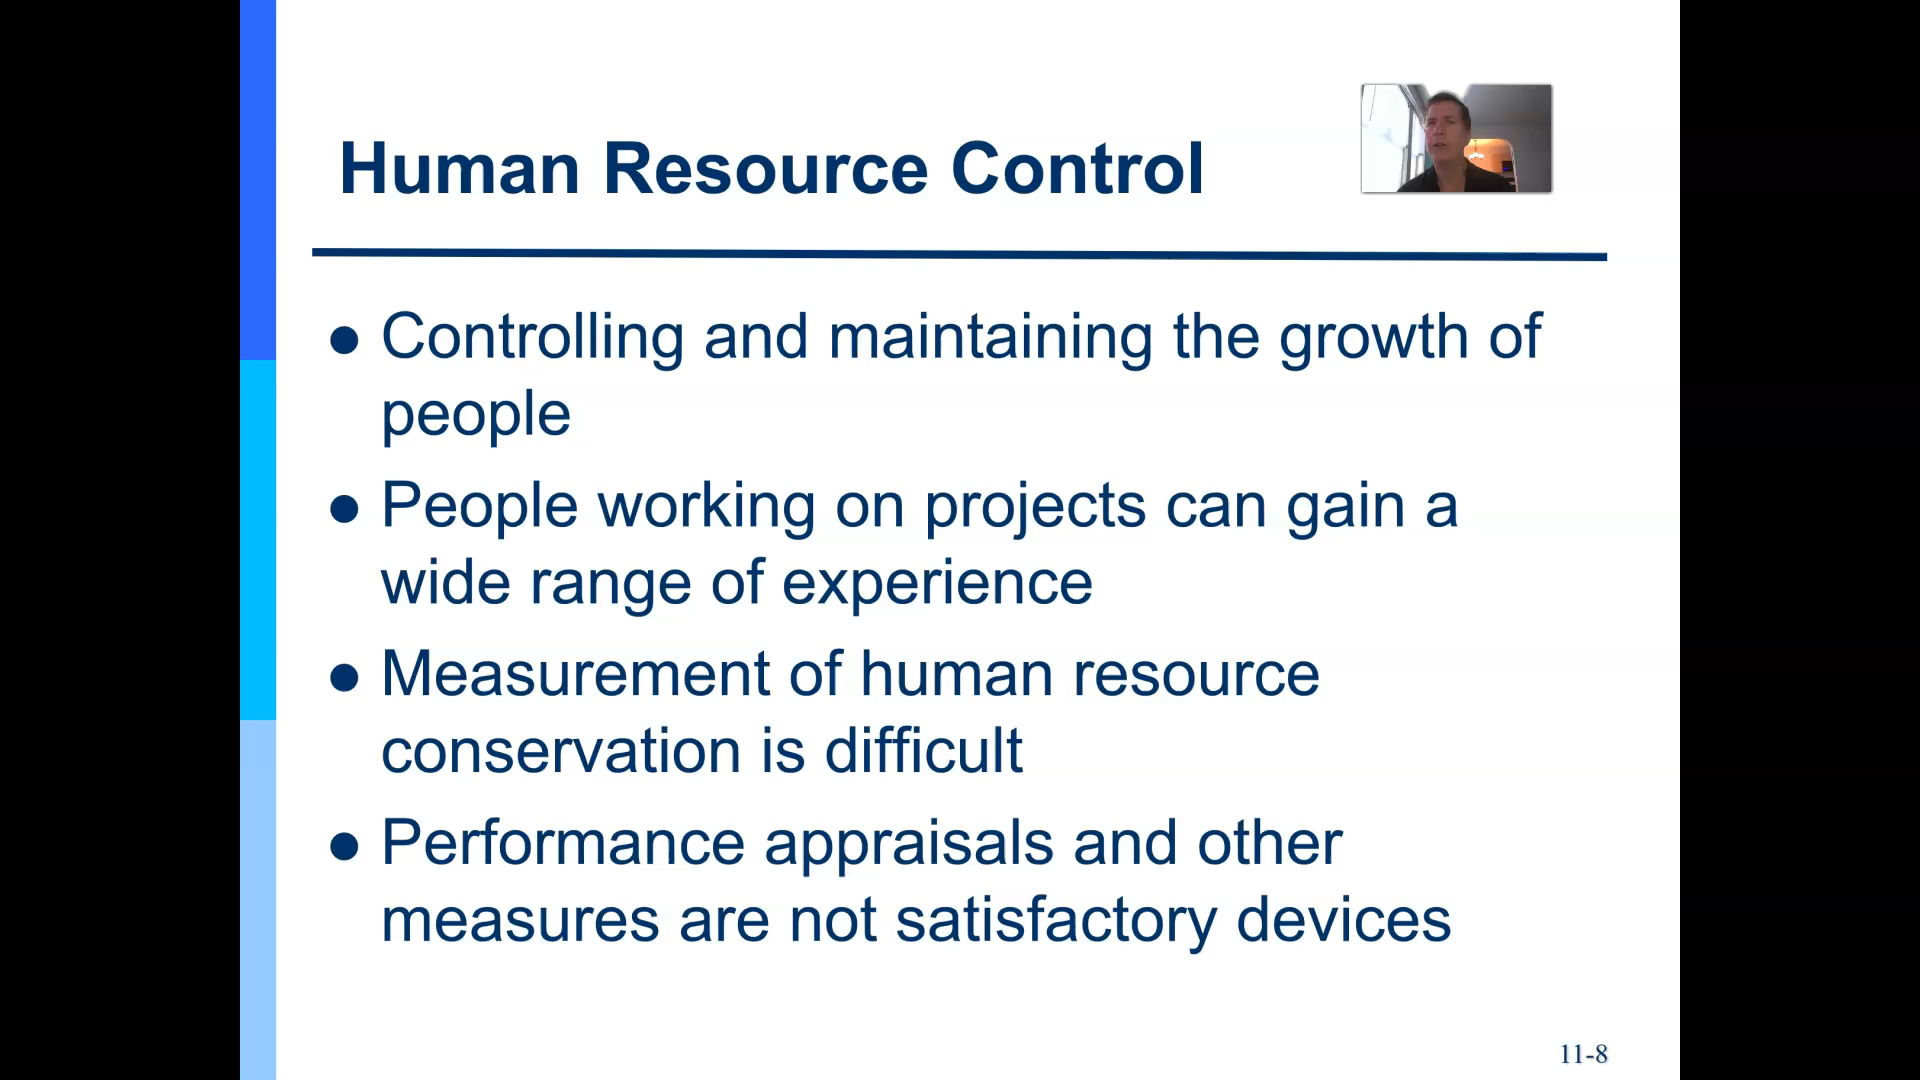 Human Resource Control
● Controlling and maintaining the growth of
people
● People working on projects can gain a
wide range of experience
● Measurement of human resource
conservation is difficult
● Performance appraisals and other
measures are not satisfactory devices
11-8